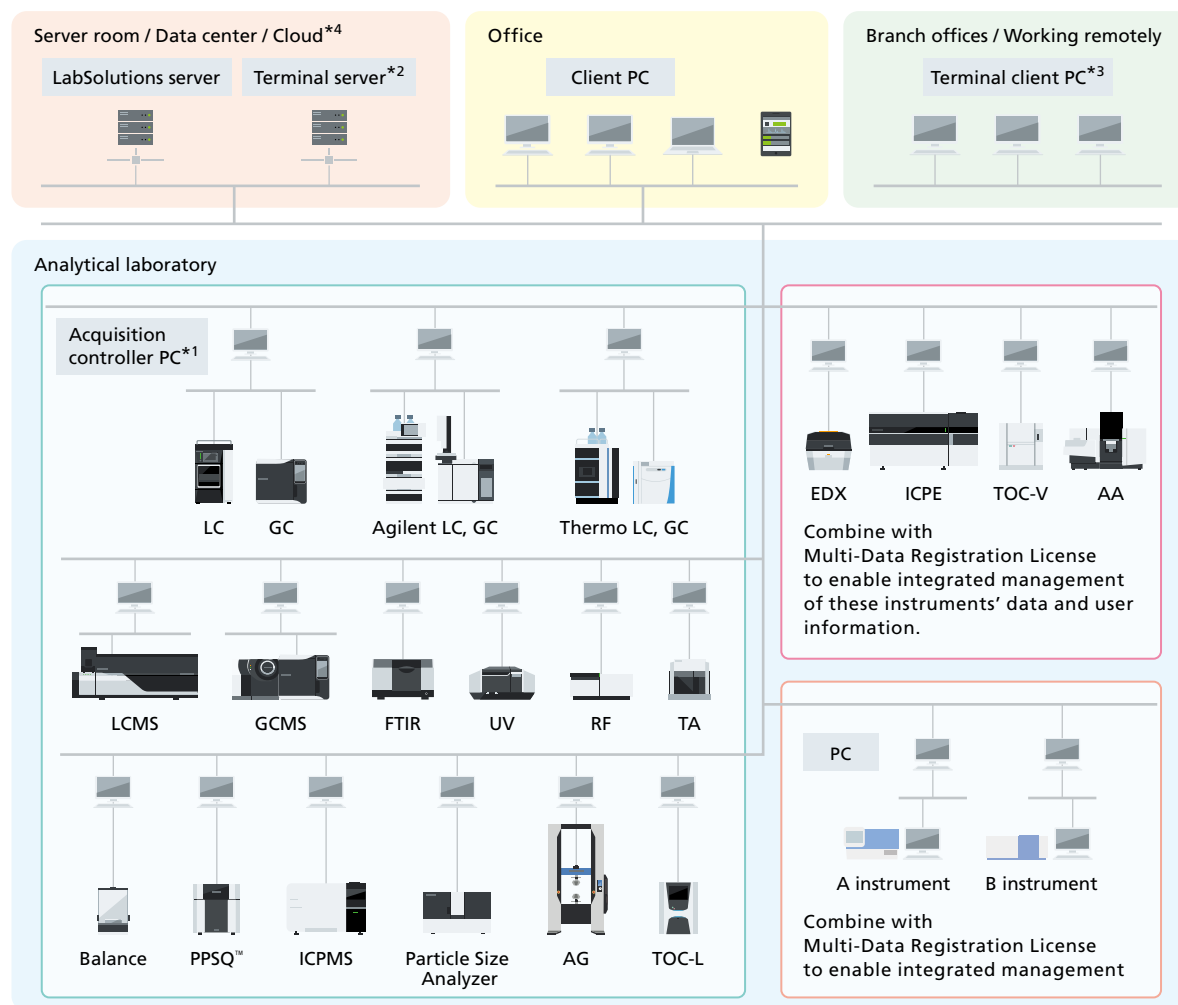 Server room / Data center / Cloud*4
LabSolutions server
Terminal server*2
Office
Client PC
Branch offices / Working remotely
Terminal client PC*3
Analytical laboratory
Acquisition
controller PC*1
LC
GC
Agilent LC, GC
Thermo LC, GC
LCMS
GCMS
FTIR
UV
RF
TA
Balance
PPSQ™
ICPMS
Particle Size
Analyzer
AG
TOC-L
EDX
ICPE
TOC-V
AA
Combine with
Multi-Data Registration License
to enable integrated management
of these instruments’ data and user
information.
PC
A instrument
B instrument
Combine with
Multi-Data Registration License
to enable integrated management